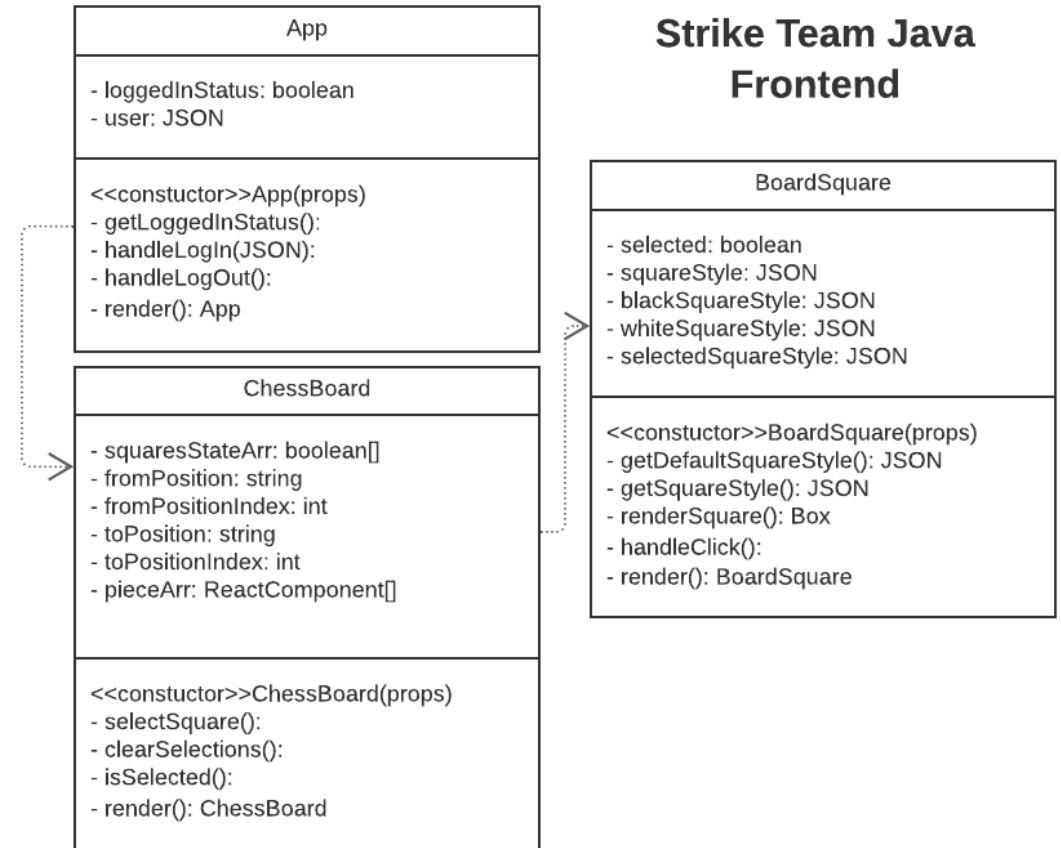 Strike Team Java
Frontend
App
- loggedInStatus: boolean
- user: JSON
<<constuctor>>App(props)
- getLoggedInStatus():
- handleLogIn(JSON):
- handleLogOut():
- render(): App
ChessBoard
- squaresStateArr: boolean[]
- fromPosition: string
- fromPositionIndex: int
- toPosition: string
- toPositionIndex: int
- pieceArr: ReactComponent[]
<<constuctor>>ChessBoard(props)
- selectSquare():
- clearSelections():
- isSelected():
- render(): ChessBoard
BoardSquare
- selected: boolean
- squareStyle: JSON
- blackSquareStyle: JSON
- whiteSquareStyle: JSON
- selectedSquareStyle: JSON
<<constuctor>>BoardSquare(props)
- getDefaultSquareStyle(): JSON
- getSquareStyle(): JSON
- renderSquare(): Box
- handleClick():
- render(): BoardSquare